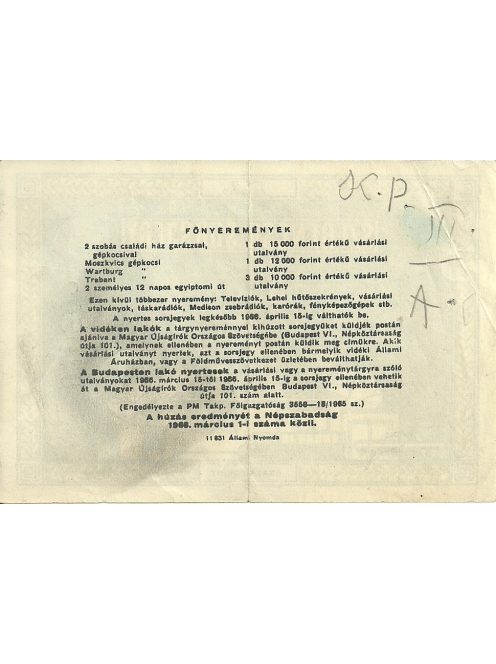 K.P.
III
A-
FŐNYEREMÉNYEK
2 szobás családi ház garázzsal, 1 db 15 000 forint értékű vásárlási
gépkocsival utalvány
Moszkvics gépkocsi 1 db 12 000 forint értékű vásárlási
Wartburg " utalvány
Trabant " 3 db 10 000 forint értékű vásárlási
2 személyes 12 napos egyiptomi út utalvány
Ezen kívül többezer nyeremény: Televíziók, Lehel hűtőszekrények, vásárlási
utalványok, táskarádiók, Medison zsebrádiók, karórák, fényképezőgépek stb.
A nyertes sorsjegyek legkésőbb 1966. április 15-ig válthatók be.
A vidéken lakók a tárgynyereménnyel kihúzott sorsjegyüket küldjék postán
ajánlva a Magyar Újságírók Országos Szövetségébe (Budapest VI., Népköztársaság
útja 101.), amelynek ellenében a nyereményt postán küldik meg címükre. Akik
vásárlási utalványt nyertek, azt a sorsjegy ellenében bármelyik vidéki Állami
Áruházban, vagy a Földművesszövetkezet üzletében beválthatják.
A Budapesten lakó nyertesek a vásárlási vagy a nyereménytárgyra szóló
utalványokat 1966. március 15-től 1966. április 15-ig a sorsjegy ellenében vehetik
át a Magyar Újságírók Országos Szövetségében Budapest VI., Népköztársaság
útja 101. szám alatt.
(Engedélyezte a PM Takp. Főigazgatóság 3556—18/1965 sz.)
A húzás eredményét a Népszabadság
1966. március 1-i száma közli.
11831 Állami Nyomda